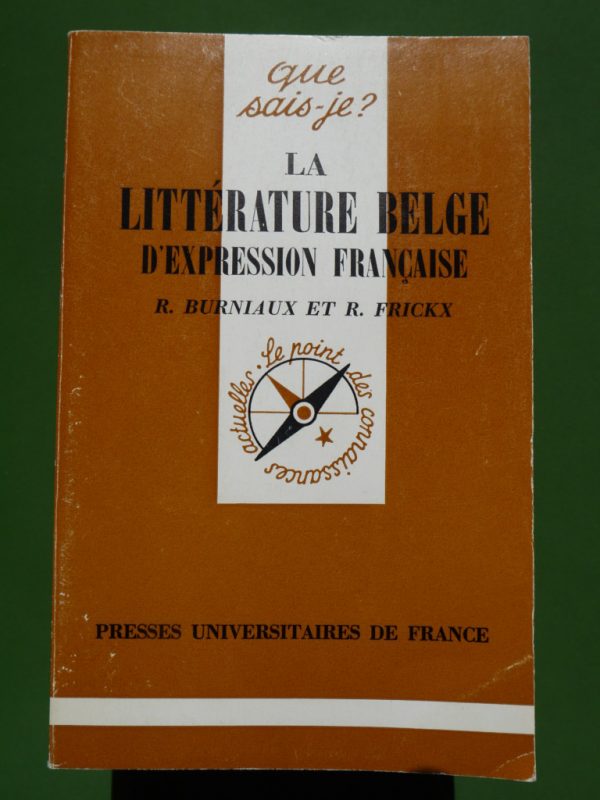 que
sais-je?
LA
LITTÉRATURE BELGE
D'EXPRESSION FRANÇAISE
R. BURNIAUX ET R. FRICKX
Le point des connaissances actuelles ·
PRESSES UNIVERSITAIRES DE FRANCE